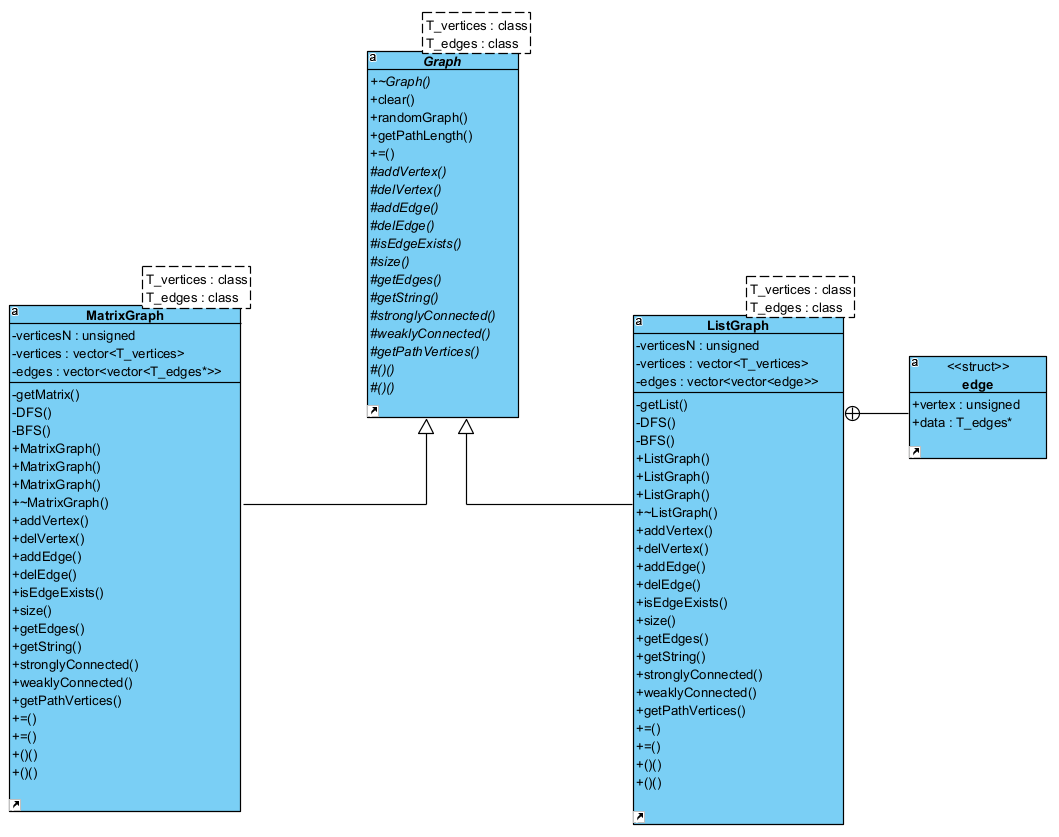 T_vertices : class
T_edges : class
a
Graph
+~Graph()
+clear()
+randomGraph()
+getPathLength()
+=()
#addVertex()
#delVertex()
#addEdge()
#delEdge()
#isEdgeExists()
#size()
#getEdges()
#getString()
#stronglyConnected()
#weaklyConnected()
#getPathVertices()
#()()
#()()
T_vertices : class
T_edges : class
a
MatrixGraph
-verticesN : unsigned
-vertices : vector<T_vertices>
-edges : vector<vector<T_edges*>>
-getMatrix()
-DFS()
-BFS()
+MatrixGraph()
+MatrixGraph()
+MatrixGraph()
+~MatrixGraph()
+addVertex()
+delVertex()
+addEdge()
+delEdge()
+isEdgeExists()
+size()
+getEdges()
+getString()
+stronglyConnected()
+weaklyConnected()
+getPathVertices()
+=()
+=()
+()()
+()()
T_vertices : class
T_edges : class
a
ListGraph
-verticesN : unsigned
-vertices : vector<T_vertices>
-edges : vector<vector<edge>>
-getList()
-DFS()
-BFS()
+ListGraph()
+ListGraph()
+ListGraph()
+~ListGraph()
+addVertex()
+delVertex()
+addEdge()
+delEdge()
+isEdgeExists()
+size()
+getEdges()
+getString()
+stronglyConnected()
+weaklyConnected()
+getPathVertices()
+=()
+=()
+()()
+()()
a
<<struct>>
edge
+vertex : unsigned
+data : T_edges*